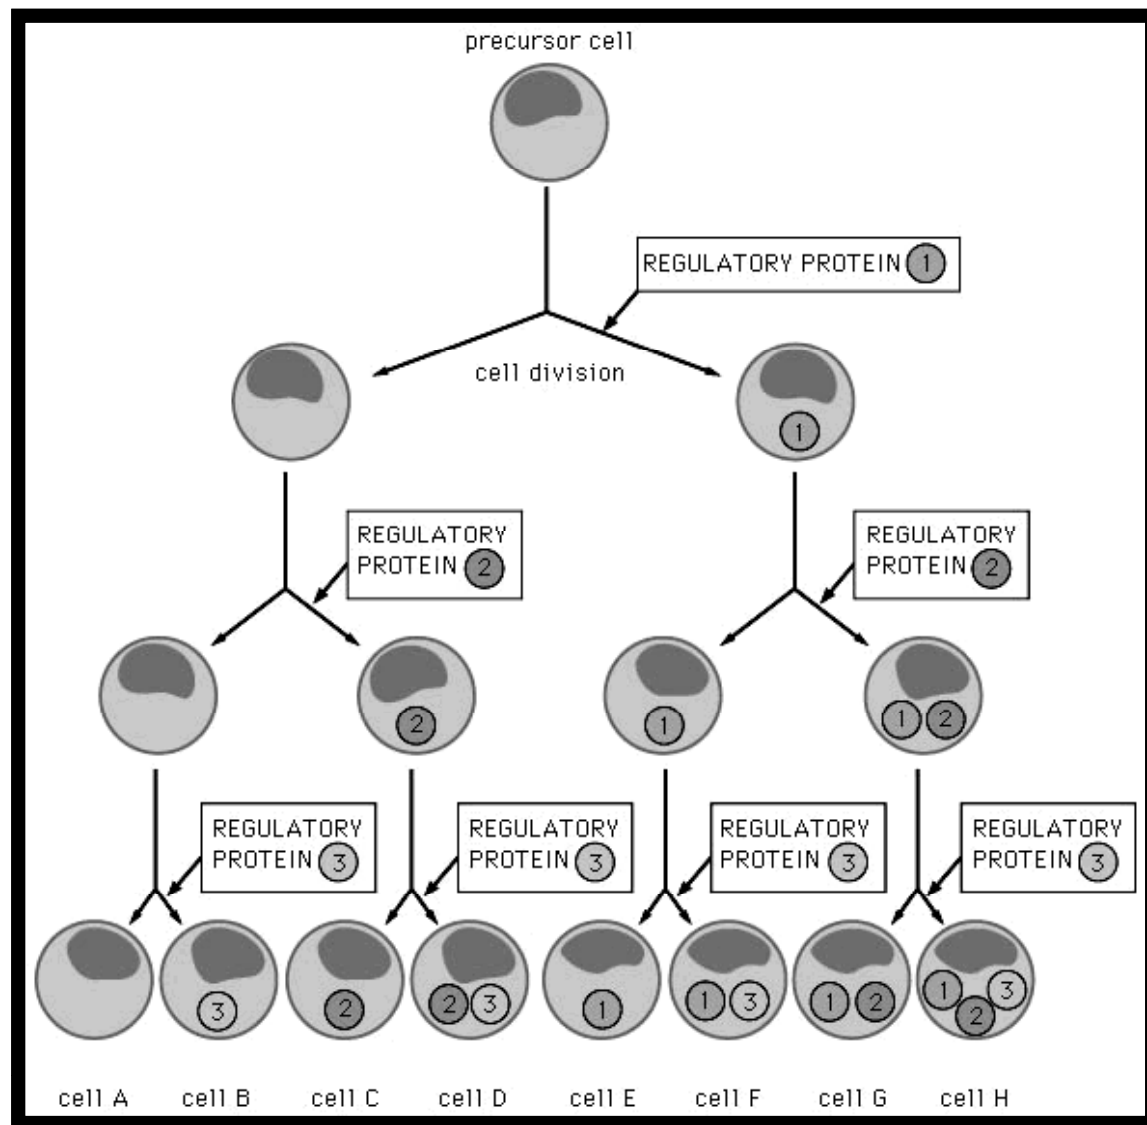 precursor cell
REGULATORY PROTEIN 1
cell division
1
REGULATORY
PROTEIN 2
REGULATORY
PROTEIN 2
2
1
1 2
REGULATORY
PROTEIN 3
REGULATORY
PROTEIN 3
REGULATORY
PROTEIN 3
REGULATORY
PROTEIN 3
3
2
2 3
1
1 3
1 2
1 2 3
cell A cell B cell C cell D cell E cell F cell G cell H